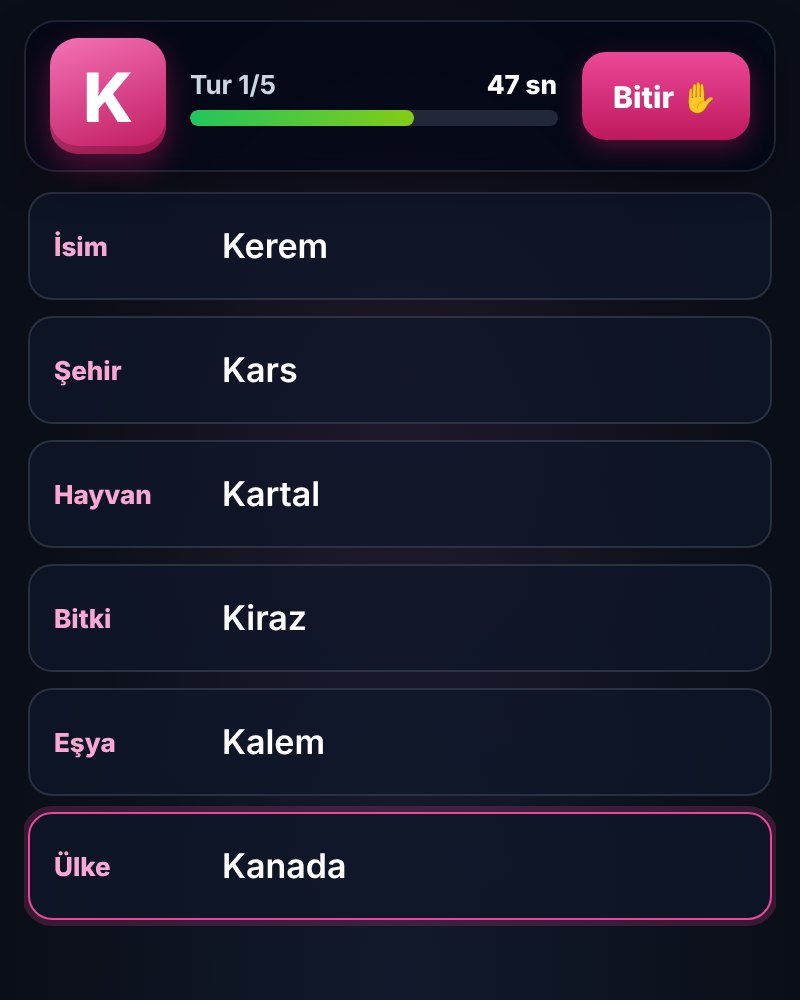 K
Tur 1/5
47 sn
Bitir ✋
İsim
Kerem
Şehir
Kars
Hayvan
Kartal
Bitki
Kiraz
Eşya
Kalem
Ülke
Kanada